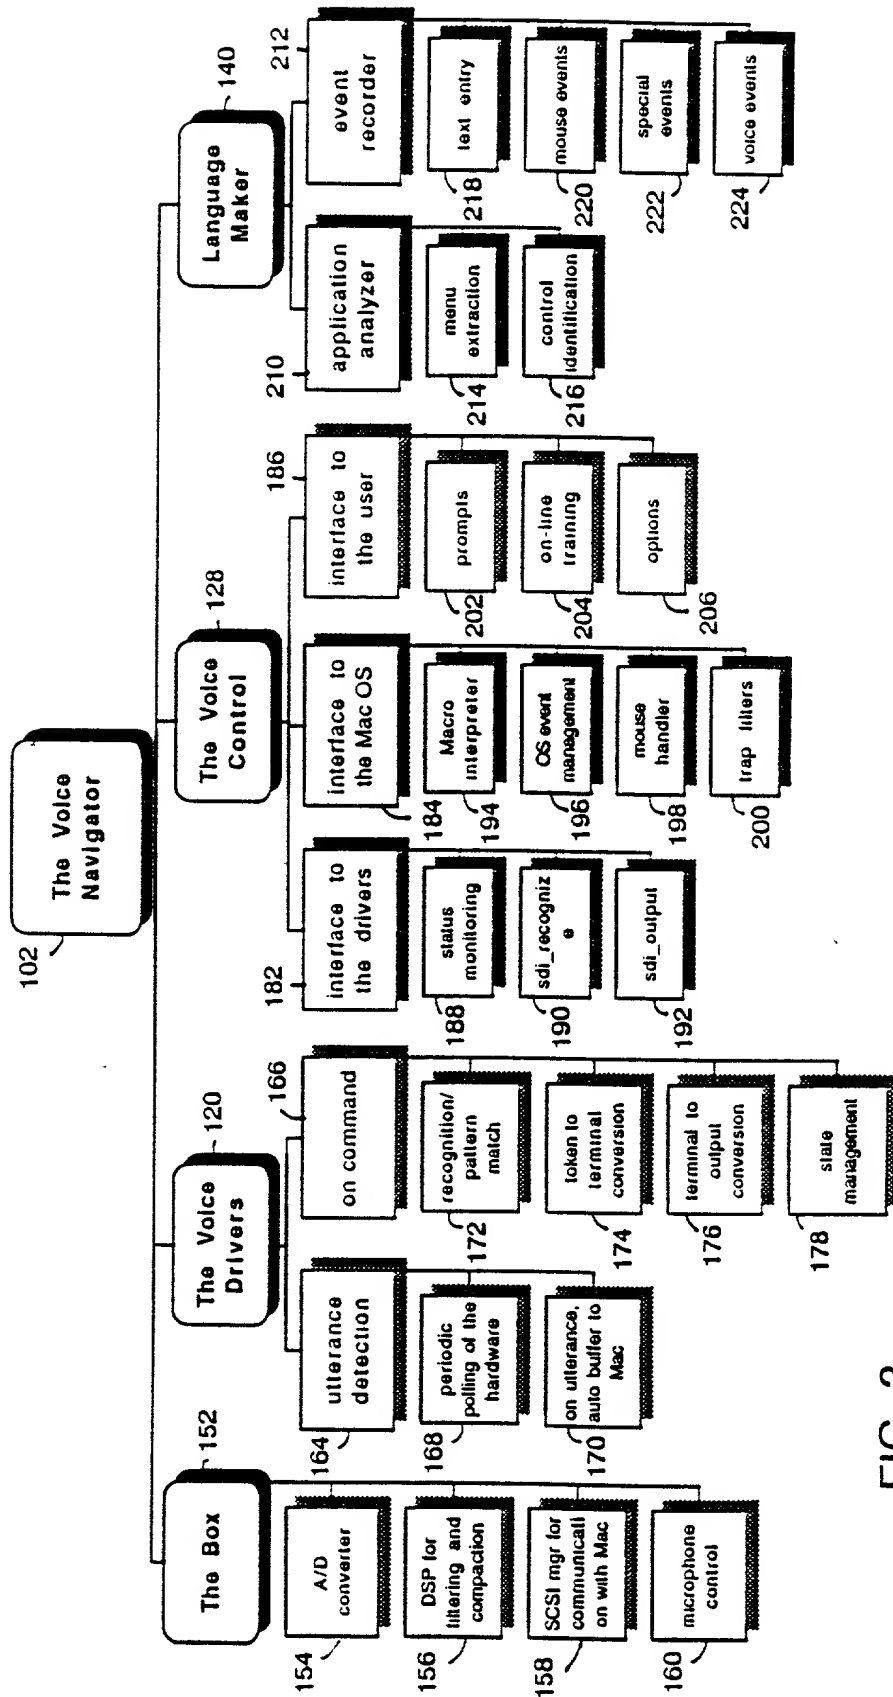 102
The Voice
Navigator
152
The Box
154
A/D
converter
156
DSP for
filtering and
compaction
158
SCSI mgr for
communicati
on with Mac
160
microphone
control
120
The Voice
Drivers
164
utterance
detection
168
periodic
polling of the
hardware
170
on utterance,
auto buffer to
Mac
166
on command
172
recognition/
pattern
match
174
token to
terminal
conversion
176
terminal to
output
conversion
178
state
management
128
The Voice
Control
182
interface to
the drivers
188
status
monitoring
190
sdi_recogniz
e
192
sdi_output
184
interface to
the Mac OS
194
Macro
interpreter
196
OS event
management
198
mouse
handler
200
trap filters
186
interface to
the user
202
prompts
204
on-line
training
206
options
140
Language
Maker
210
application
analyzer
214
menu
extraction
216
control
identification
212
event
recorder
218
text entry
220
mouse events
222
special
events
224
voice events
FIG.